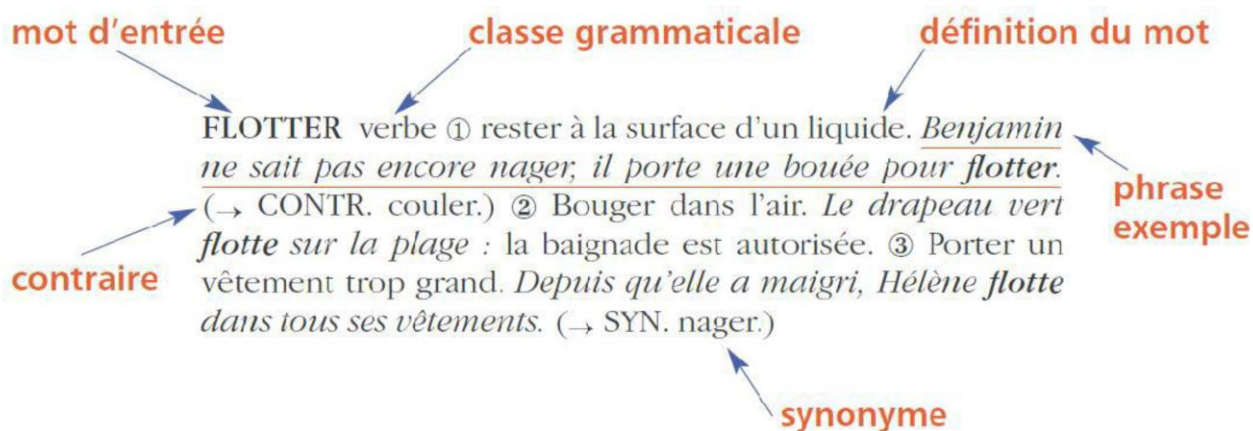 mot d'entrée classe grammaticale définition du mot
FLOTTER verbe ① rester à la surface d'un liquide. Benjamin
ne sait pas encore nager, il porte une bouée pour flotter.
(→ CONTR. couler.) ② Bouger dans l'air. Le drapeau vert
flotte sur la plage : la baignade est autorisée. ③ Porter un
vêtement trop grand. Depuis qu'elle a maigri, Hélène flotte
dans tous ses vêtements. (→ SYN. nager.)
phrase
exemple
contraire
synonyme